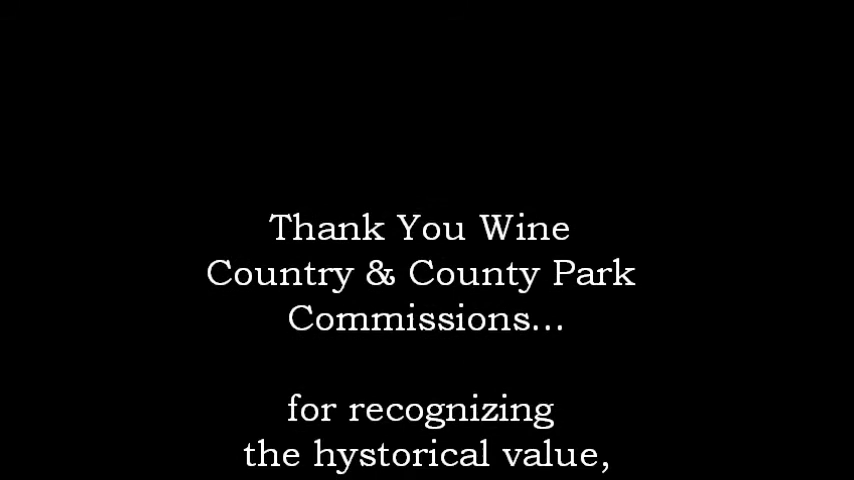 Thank You Wine
Country & County Park
Commissions...
for recognizing
the hystorical value,